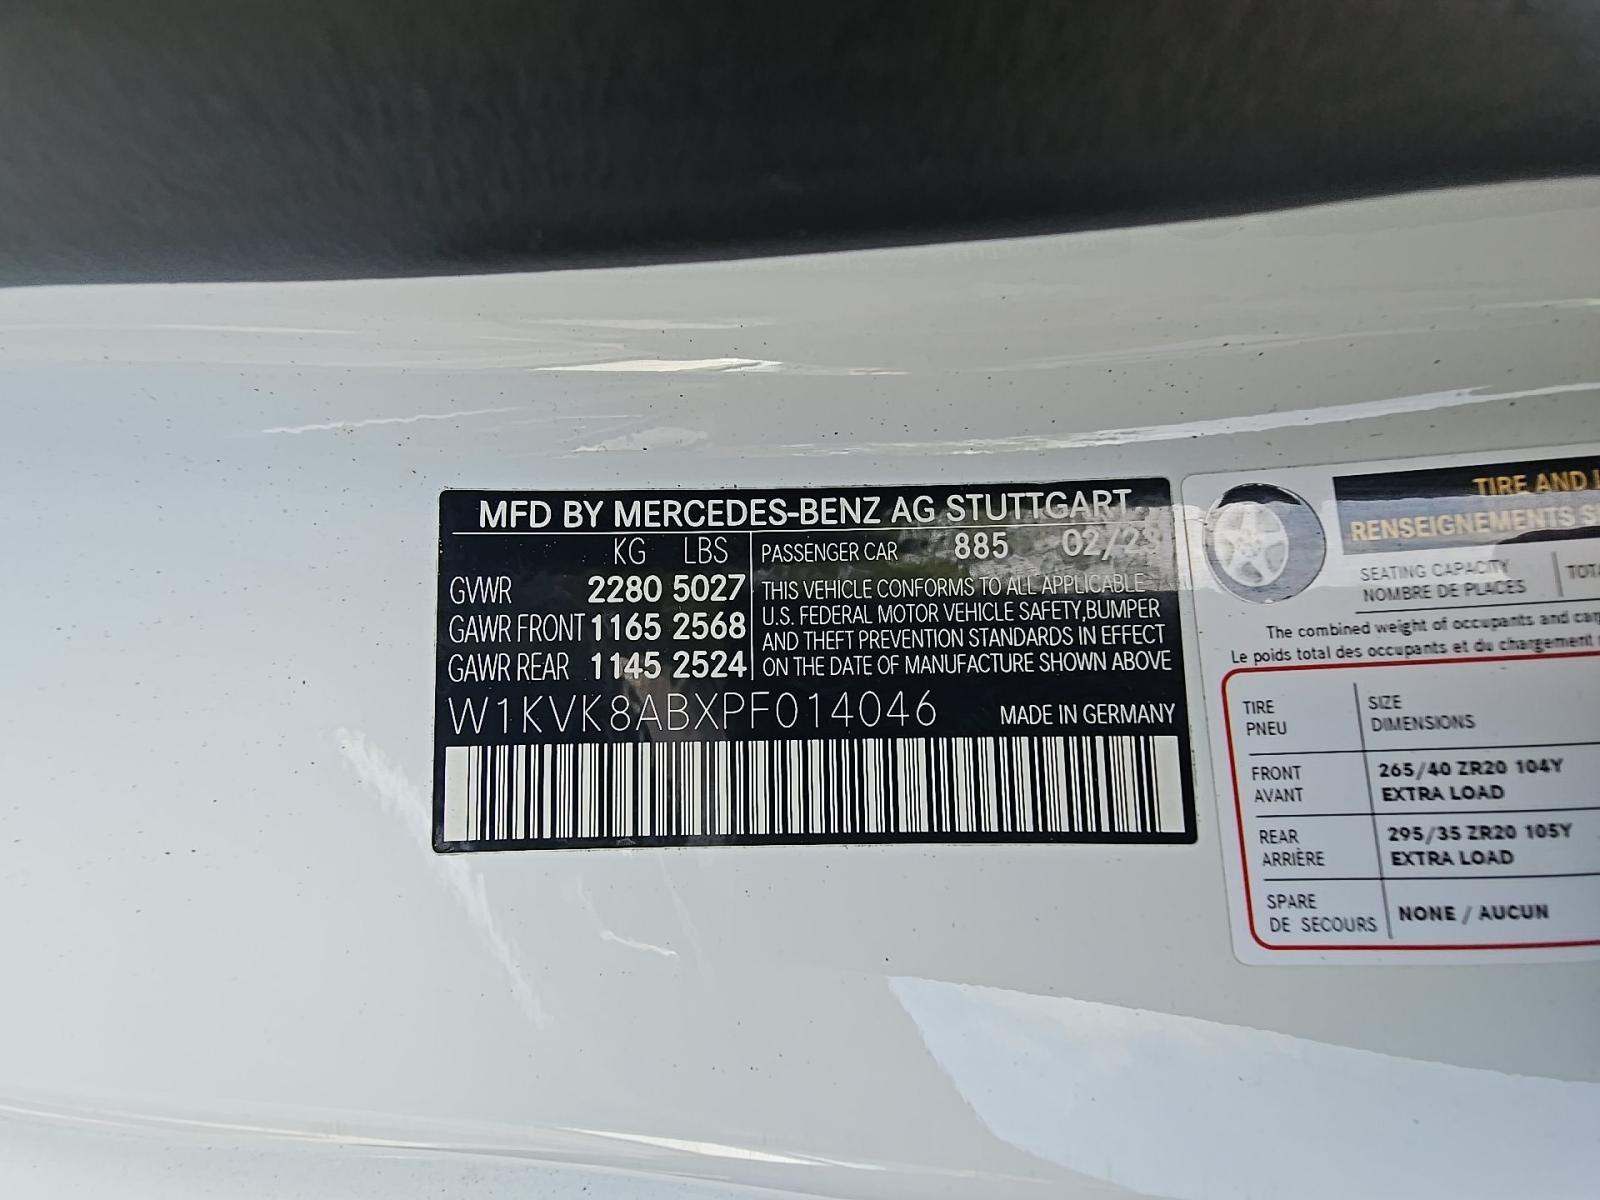 MFD BY MERCEDES-BENZ AG STUTTGART
KG LBS
GVWR 2280 5027
GAWR FRONT 1165 2568
GAWR REAR 1145 2524
PASSENGER CAR 885
THIS VEHICLE CONFORMS TO ALL APPLICABLE
U.S. FEDERAL MOTOR VEHICLE SAFETY,BUMPER
AND THEFT PREVENTION STANDARDS IN EFFECT
ON THE DATE OF MANUFACTURE SHOWN ABOVE
W1KVK8ABXPF014046
MADE IN GERMANY
TIRE AND
RENSEIGNEMENTS
SEATING CAPACITY
NOMBRE DE PLACES
The combined weight of occupants and
Le poids total des occupants et du chargement
TIRE SIZE
PNEU DIMENSIONS
FRONT 265/40 ZR20 104Y
AVANT EXTRA LOAD
REAR 295/35 ZR20 105Y
ARRIÈRE EXTRA LOAD
SPARE
DE SECOURS NONE / AUCUN